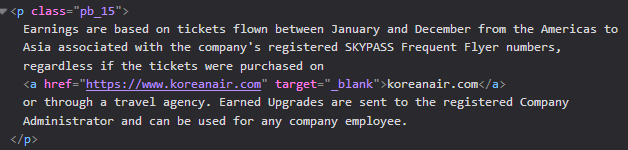 <p class="pb_15">
Earnings are based on tickets flown between January and December from the Americas to
Asia associated with the company's registered SKYPASS Frequent Flyer numbers,
regardless if the tickets were purchased on
<a href="https://www.koreanair.com" target="_blank">koreanair.com</a>
or through a travel agency. Earned Upgrades are sent to the registered Company
Administrator and can be used for any company employee.
</p>